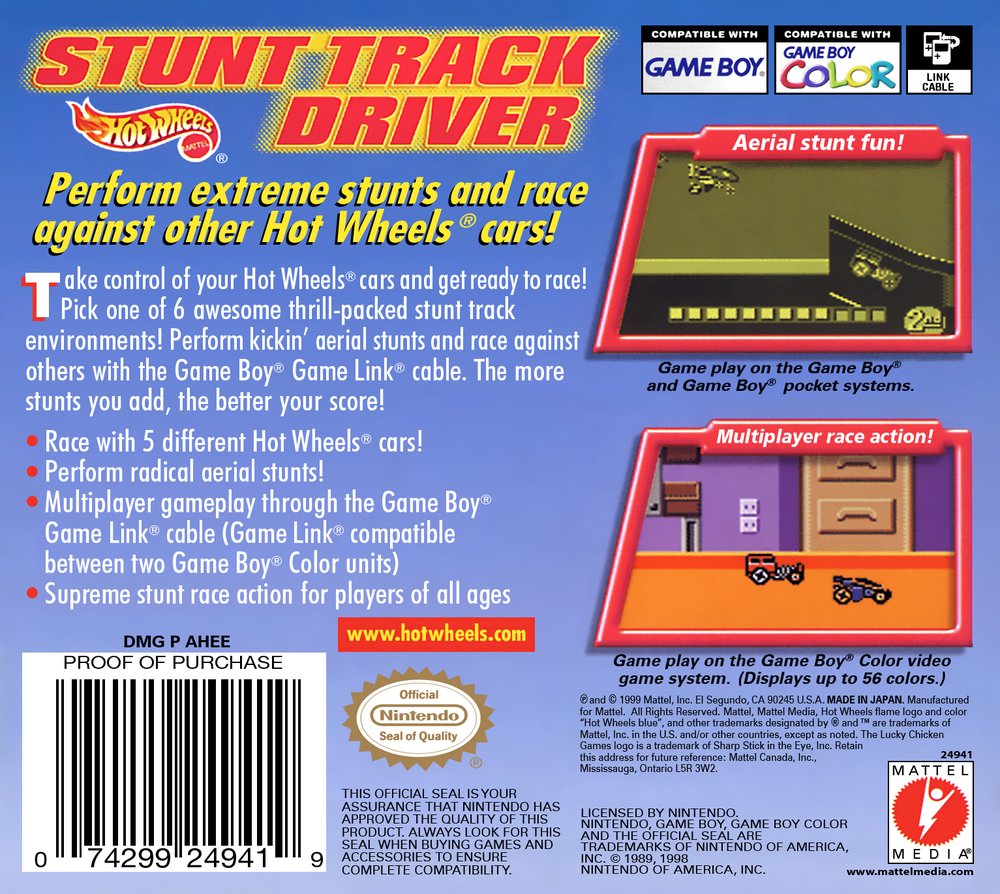 STUNT TRACK
DRIVER
Hot Wheels
MATTEL
®
Perform extreme stunts and race
against other Hot Wheels® cars!
Take control of your Hot Wheels® cars and get ready to race!
Pick one of 6 awesome thrill-packed stunt track
environments! Perform kickin’ aerial stunts and race against
others with the Game Boy® Game Link® cable. The more
stunts you add, the better your score!
• Race with 5 different Hot Wheels® cars!
• Perform radical aerial stunts!
• Multiplayer gameplay through the Game Boy®
Game Link® cable (Game Link® compatible
between two Game Boy® Color units)
• Supreme stunt race action for players of all ages
COMPATIBLE WITH
GAME BOY®
COMPATIBLE WITH
GAME BOY
COLOR
LINK
CABLE
Aerial stunt fun!
2nd
Game play on the Game Boy®
and Game Boy® pocket systems.
Multiplayer race action!
Game play on the Game Boy® Color video
game system. (Displays up to 56 colors.)
DMG P AHEE
PROOF OF PURCHASE
0 74299 24941 9
www.hotwheels.com
Official
Nintendo
Seal of Quality
®
THIS OFFICIAL SEAL IS YOUR
ASSURANCE THAT NINTENDO HAS
APPROVED THE QUALITY OF THIS
PRODUCT. ALWAYS LOOK FOR THIS
SEAL WHEN BUYING GAMES AND
ACCESSORIES TO ENSURE
COMPLETE COMPATIBILITY.
℗ and © 1999 Mattel, Inc. El Segundo, CA 90245 U.S.A. MADE IN JAPAN. Manufactured
for Mattel. All Rights Reserved. Mattel, Mattel Media, Hot Wheels flame logo and color
“Hot Wheels blue”, and other trademarks designated by ® and ™ are trademarks of
Mattel, Inc. in the U.S. and/or other countries, except as noted. The Lucky Chicken
Games logo is a trademark of Sharp Stick in the Eye, Inc. Retain
this address for future reference: Mattel Canada, Inc.,
Mississauga, Ontario L5R 3W2.
24941
MATTEL
MEDIA®
www.mattelmedia.com
LICENSED BY NINTENDO.
NINTENDO, GAME BOY, GAME BOY COLOR
AND THE OFFICIAL SEAL ARE
TRADEMARKS OF NINTENDO OF AMERICA,
INC. © 1989, 1998
NINTENDO OF AMERICA, INC.